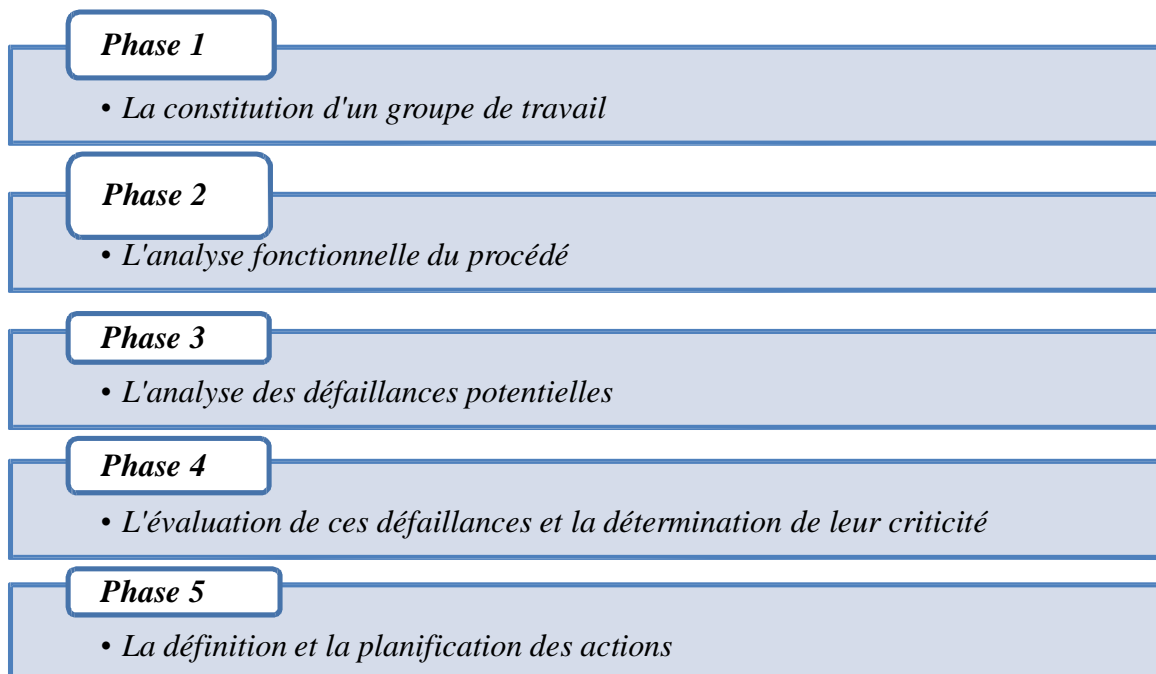 Phase 1
• La constitution d'un groupe de travail
Phase 2
• L'analyse fonctionnelle du procédé
Phase 3
• L'analyse des défaillances potentielles
Phase 4
• L'évaluation de ces défaillances et la détermination de leur criticité
Phase 5
• La définition et la planification des actions